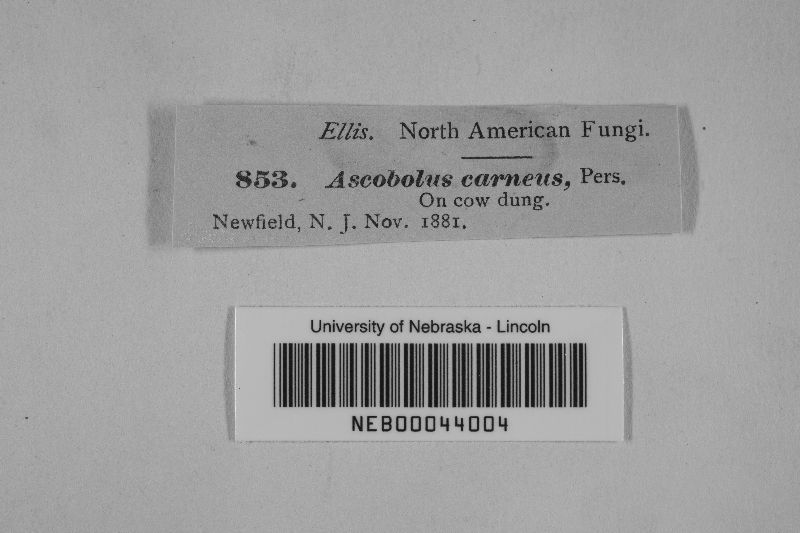 Ellis. North American Fungi.
853. Ascobolus carneus, Pers.
On cow dung.
Newfield, N. J. Nov. 1881.
University of Nebraska - Lincoln
NEB00044004